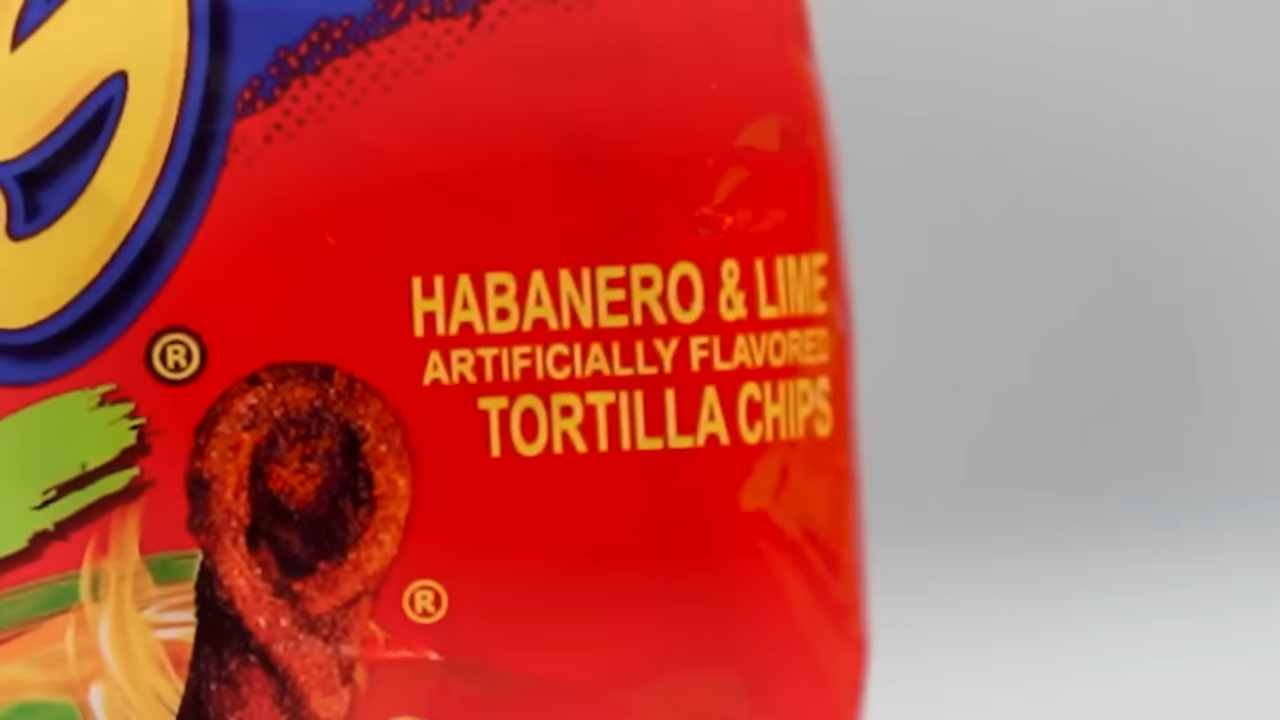 S
®
HABANERO & LIME
ARTIFICIALLY FLAVORED
TORTILLA CHIPS
®